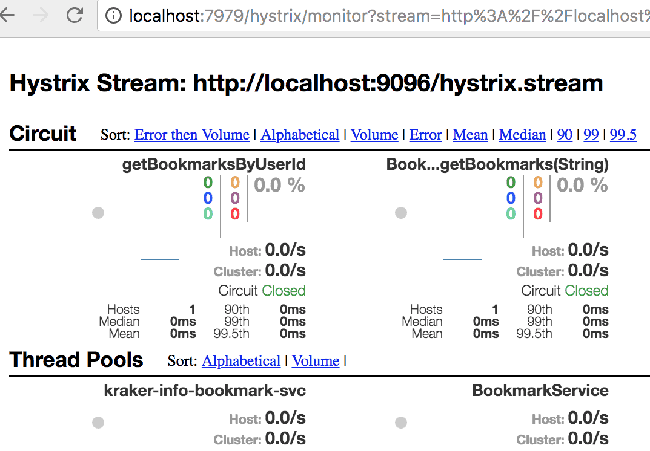 localhost:7979/hystrix/monitor?stream=http%3A%2F%2Flocalhost%
Hystrix Stream: http://localhost:9096/hystrix.stream
Circuit Sort: Error then Volume | Alphabetical | Volume | Error | Mean | Median | 90 | 99 | 99.5
getBookmarksByUserId Book...getBookmarks(String)
0 0 0.0 % 0 0 0.0 %
0 0 0 0
0 0 0 0
Host: 0.0/s Host: 0.0/s
Cluster: 0.0/s Cluster: 0.0/s
Circuit Closed Circuit Closed
Hosts 1 90th 0ms Hosts 1 90th 0ms
Median 0ms 99th 0ms Median 0ms 99th 0ms
Mean 0ms 99.5th 0ms Mean 0ms 99.5th 0ms
Thread Pools Sort: Alphabetical | Volume |
kraker-info-bookmark-svc BookmarkService
Host: 0.0/s Host: 0.0/s
Cluster: 0.0/s Cluster: 0.0/s